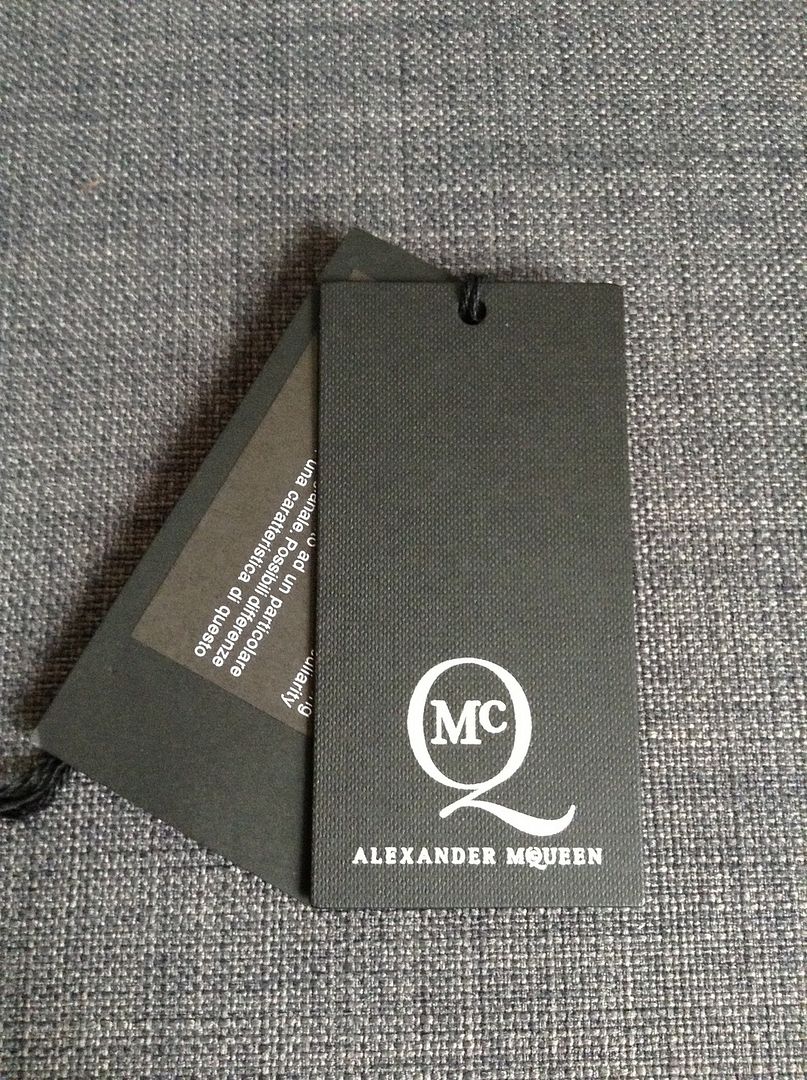 Mc
Q
ALEXANDER McQUEEN
ad un particolare
Possibili differenze
una caratteristica di questo